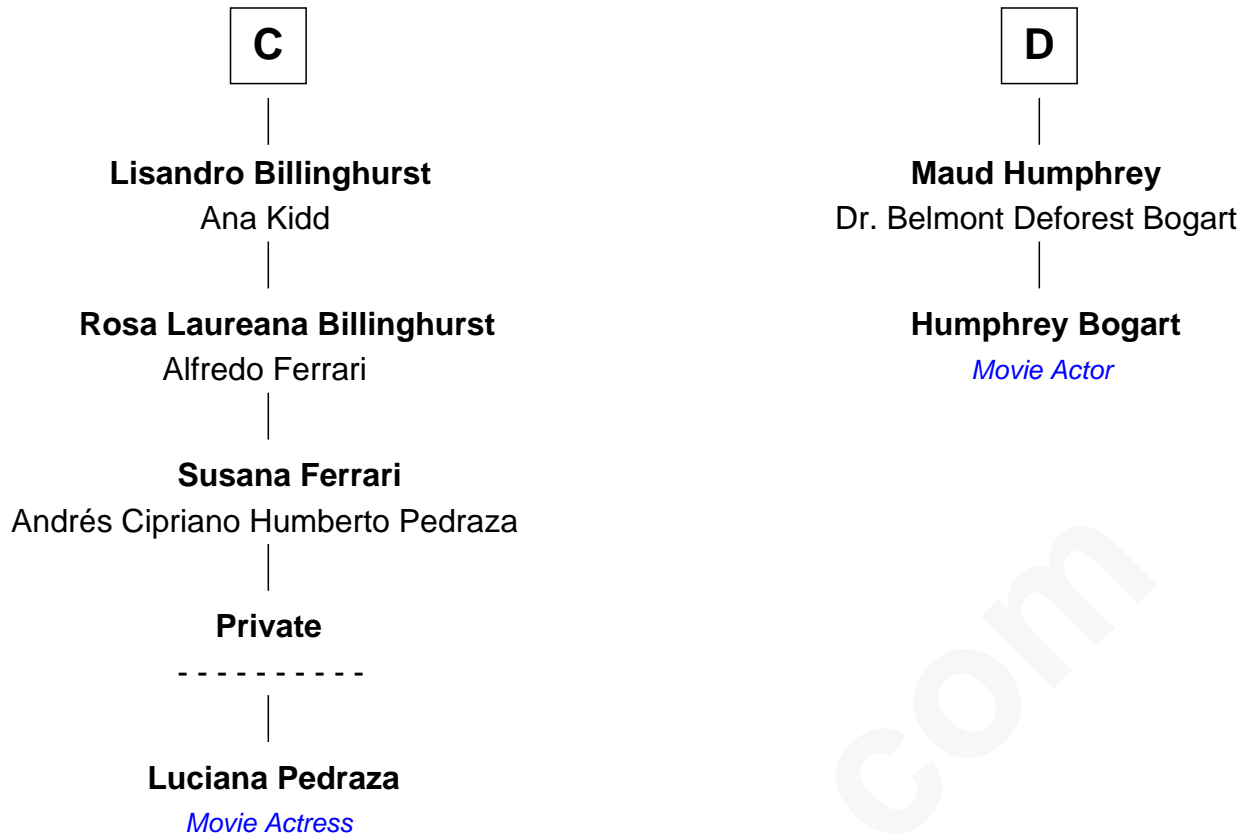 C
Lisandro Billinghurst
Ana Kidd
Rosa Laureana Billinghurst
Alfredo Ferrari
Susana Ferrari
Andrés Cipriano Humberto Pedraza
Private
- - - - - - - - - -
Luciana Pedraza
Movie Actress
D
Maud Humphrey
Dr. Belmont Deforest Bogart
Humphrey Bogart
Movie Actor
com